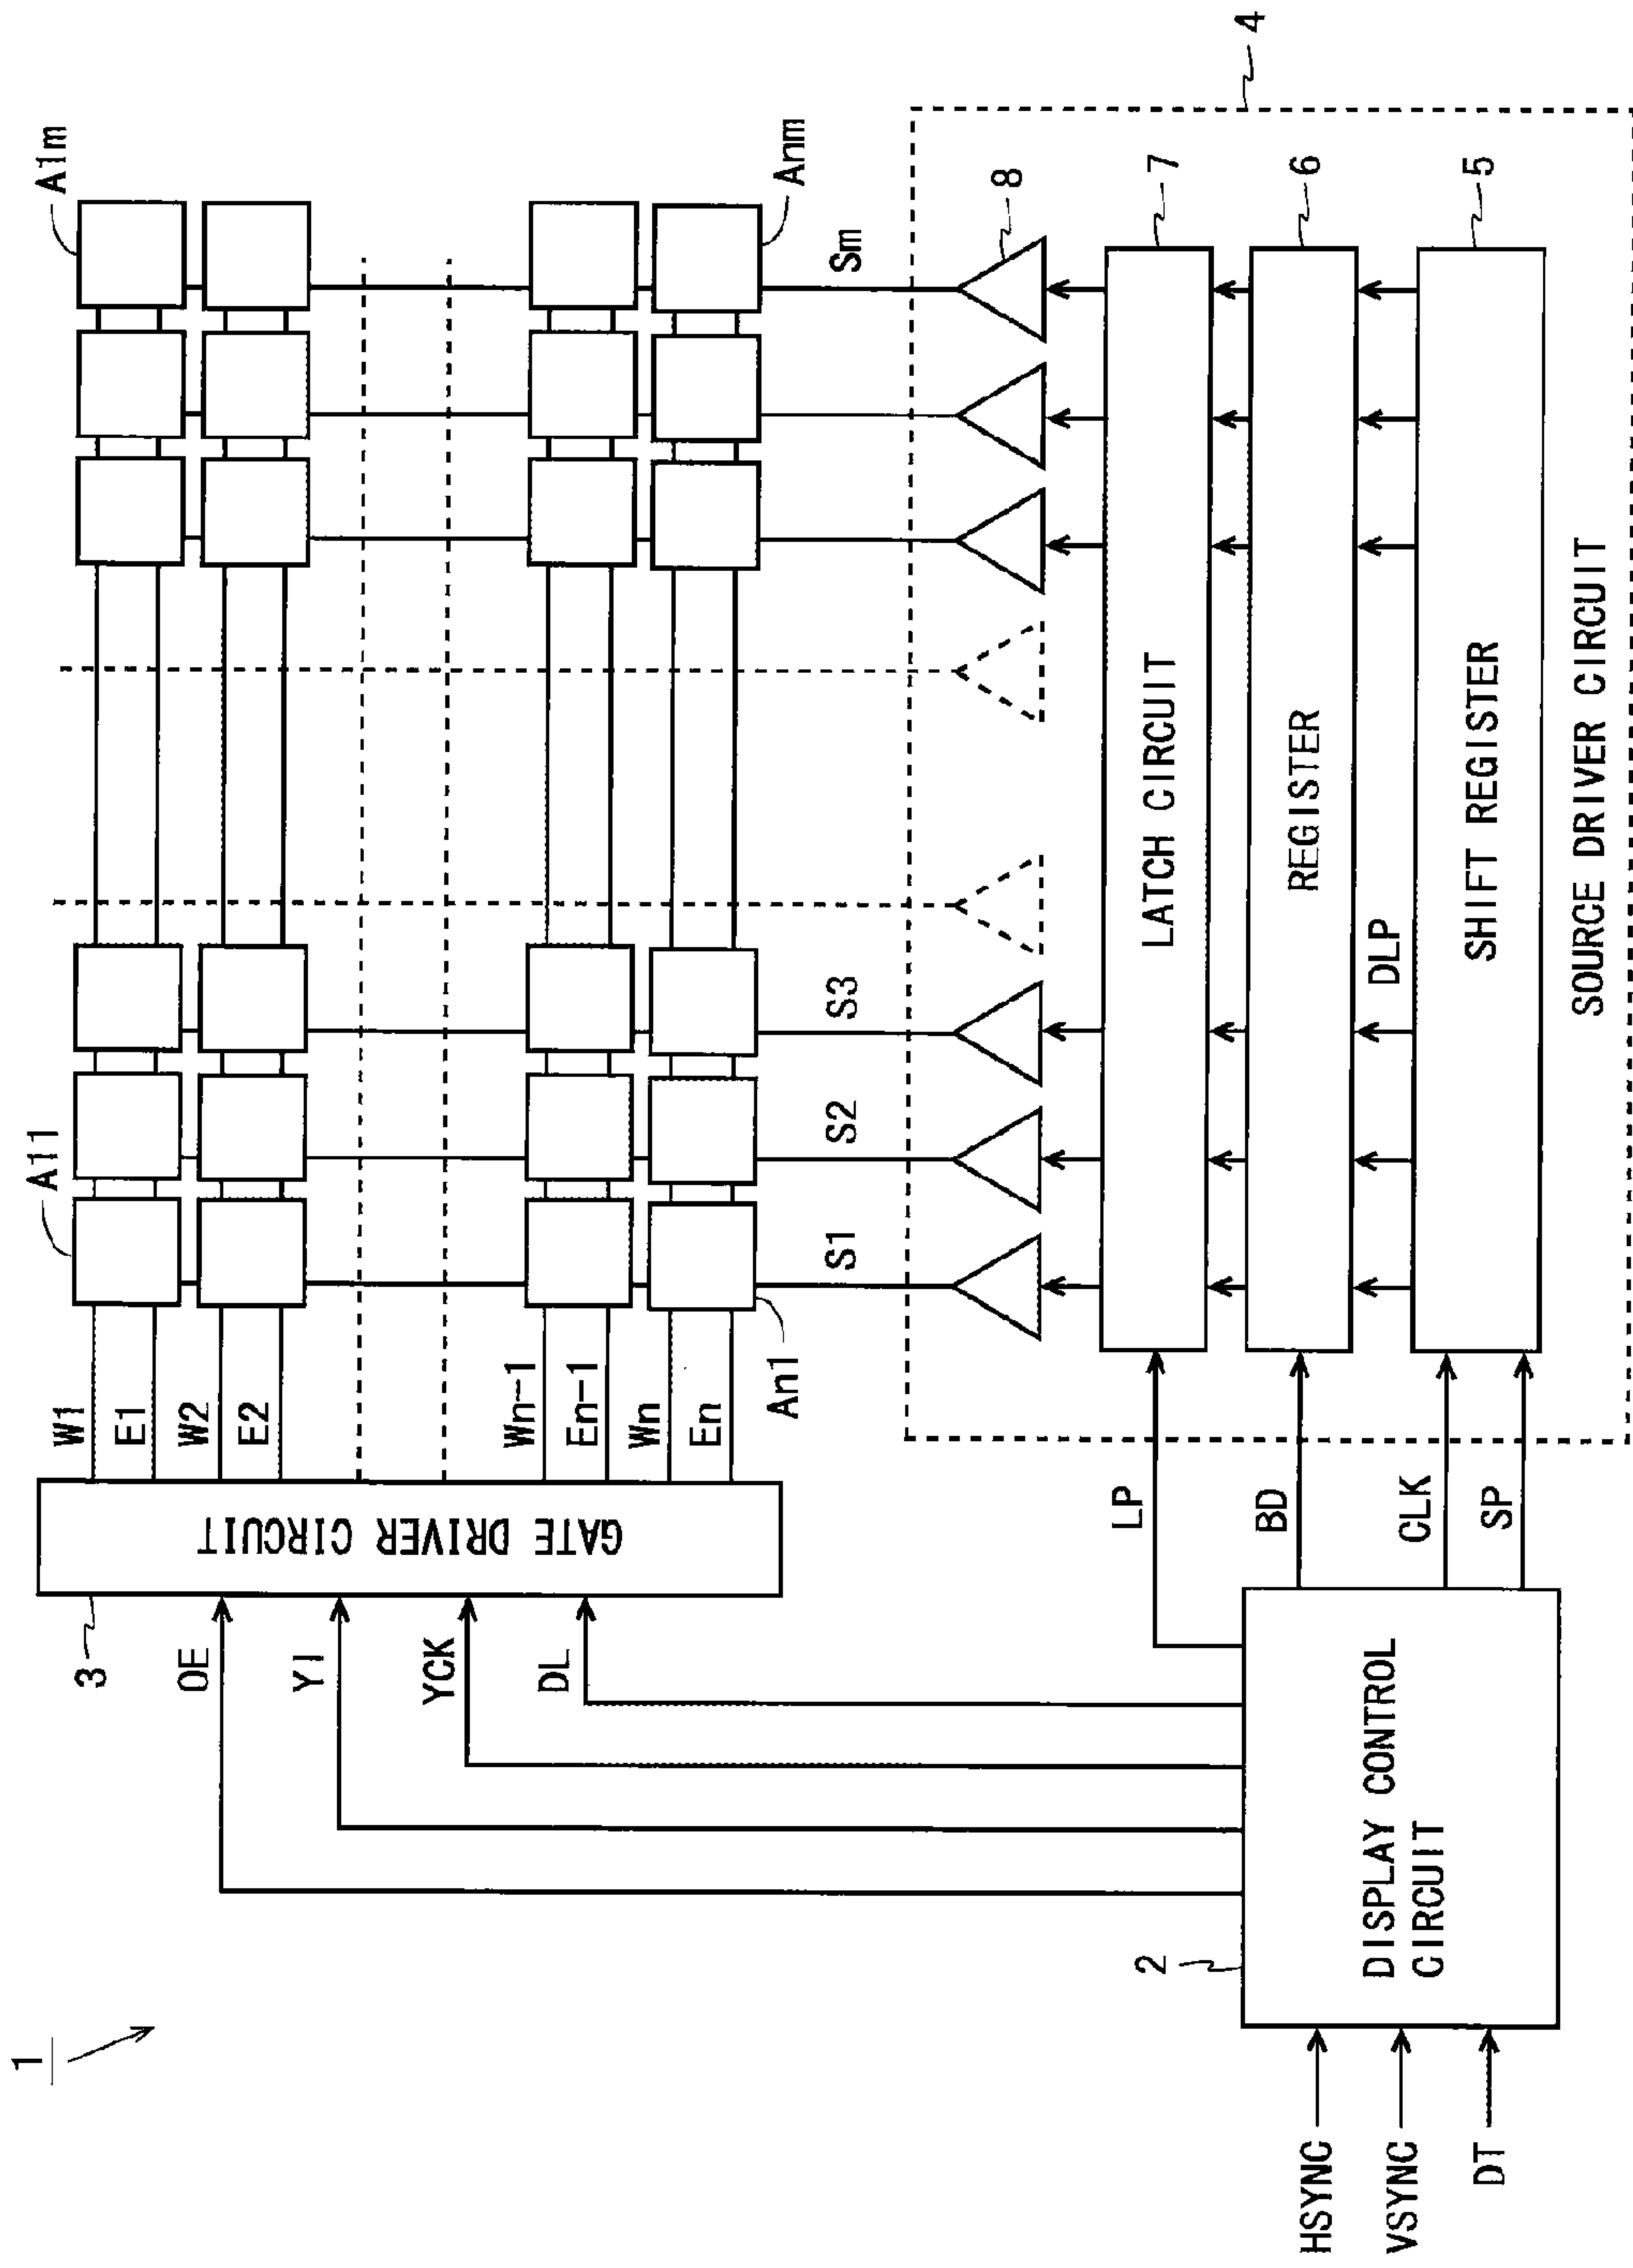 1
A11
A1m
W1
E1
W2
E2
Wn-1
En-1
Wn
En
An1
Anm
3
GATE DRIVER CIRCUIT
OE
YI
YCK
DL
S1
S2
S3
Sm
4
8
LP
LATCH CIRCUIT
7
BD
REGISTER
6
DLP
CLK
SP
SHIFT REGISTER
5
SOURCE DRIVER CIRCUIT
2
DISPLAY CONTROL
CIRCUIT
HSYNC
VSYNC
DT